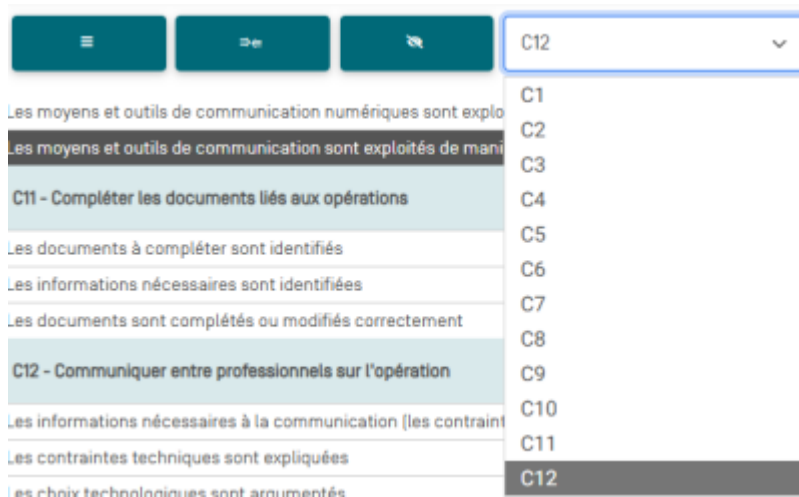 C12
Les moyens et outils de communication numériques sont explo
Les moyens et outils de communication sont exploités de mani
C11 - Compléter les documents liés aux opérations
Les documents à compléter sont identifiés
Les informations nécessaires sont identifiées
Les documents sont complétés ou modifiés correctement
C12 - Communiquer entre professionnels sur l'opération
Les informations nécessaires à la communication (les contraint
Les contraintes techniques sont expliquées
Les choix technologiques sont argumentés
C1
C2
C3
C4
C5
C6
C7
C8
C9
C10
C11
C12